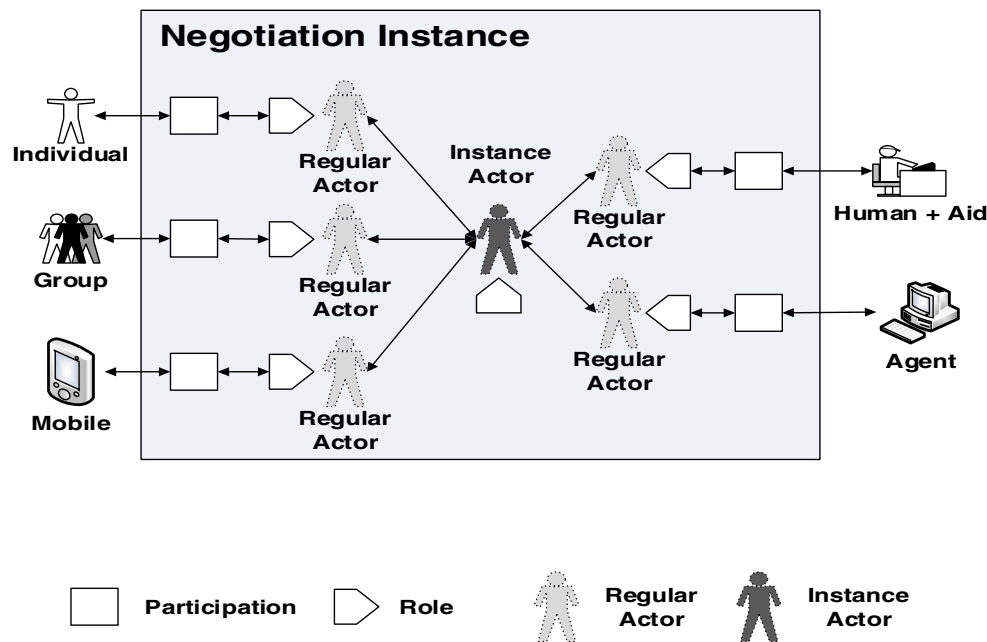 Negotiation Instance
Individual
Regular
Actor
Instance
Actor
Regular
Actor
Human + Aid
Group
Regular
Actor
Mobile
Regular
Actor
Regular
Actor
Agent
Participation
Role
Regular
Actor
Instance
Actor